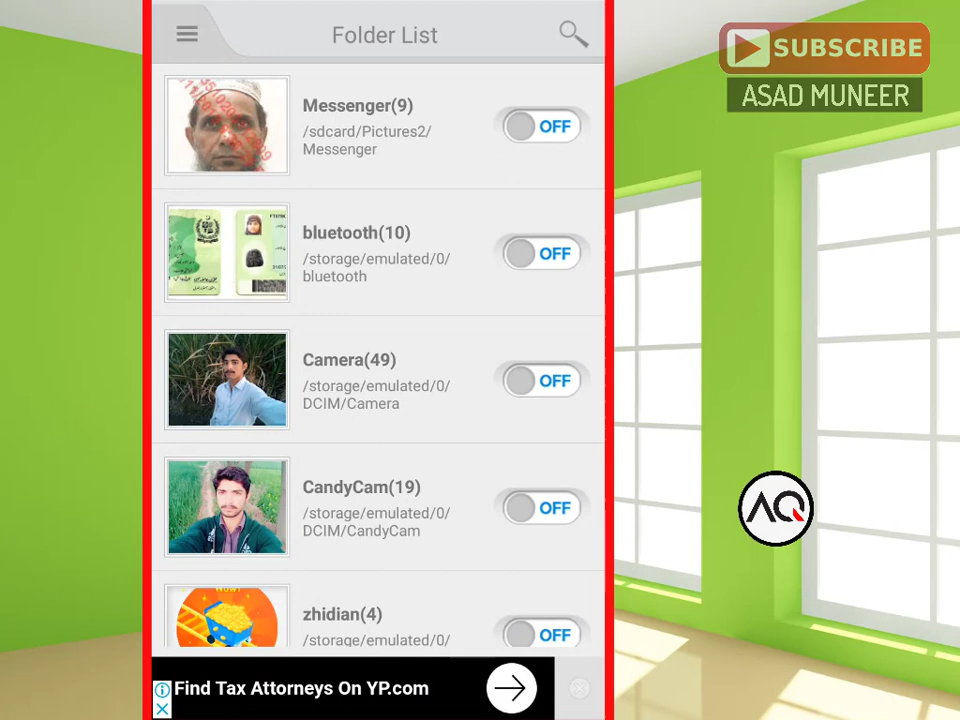 Folder List
SUBSCRIBE
ASAD MUNEER
Messenger(9)
/sdcard/Pictures2/
Messenger
OFF
bluetooth(10)
/storage/emulated/0/
bluetooth
OFF
Camera(49)
/storage/emulated/0/
DCIM/Camera
OFF
CandyCam(19)
/storage/emulated/0/
DCIM/CandyCam
OFF
AQ
WOW!
zhidian(4)
/storage/emulated/0/
OFF
Find Tax Attorneys On YP.com